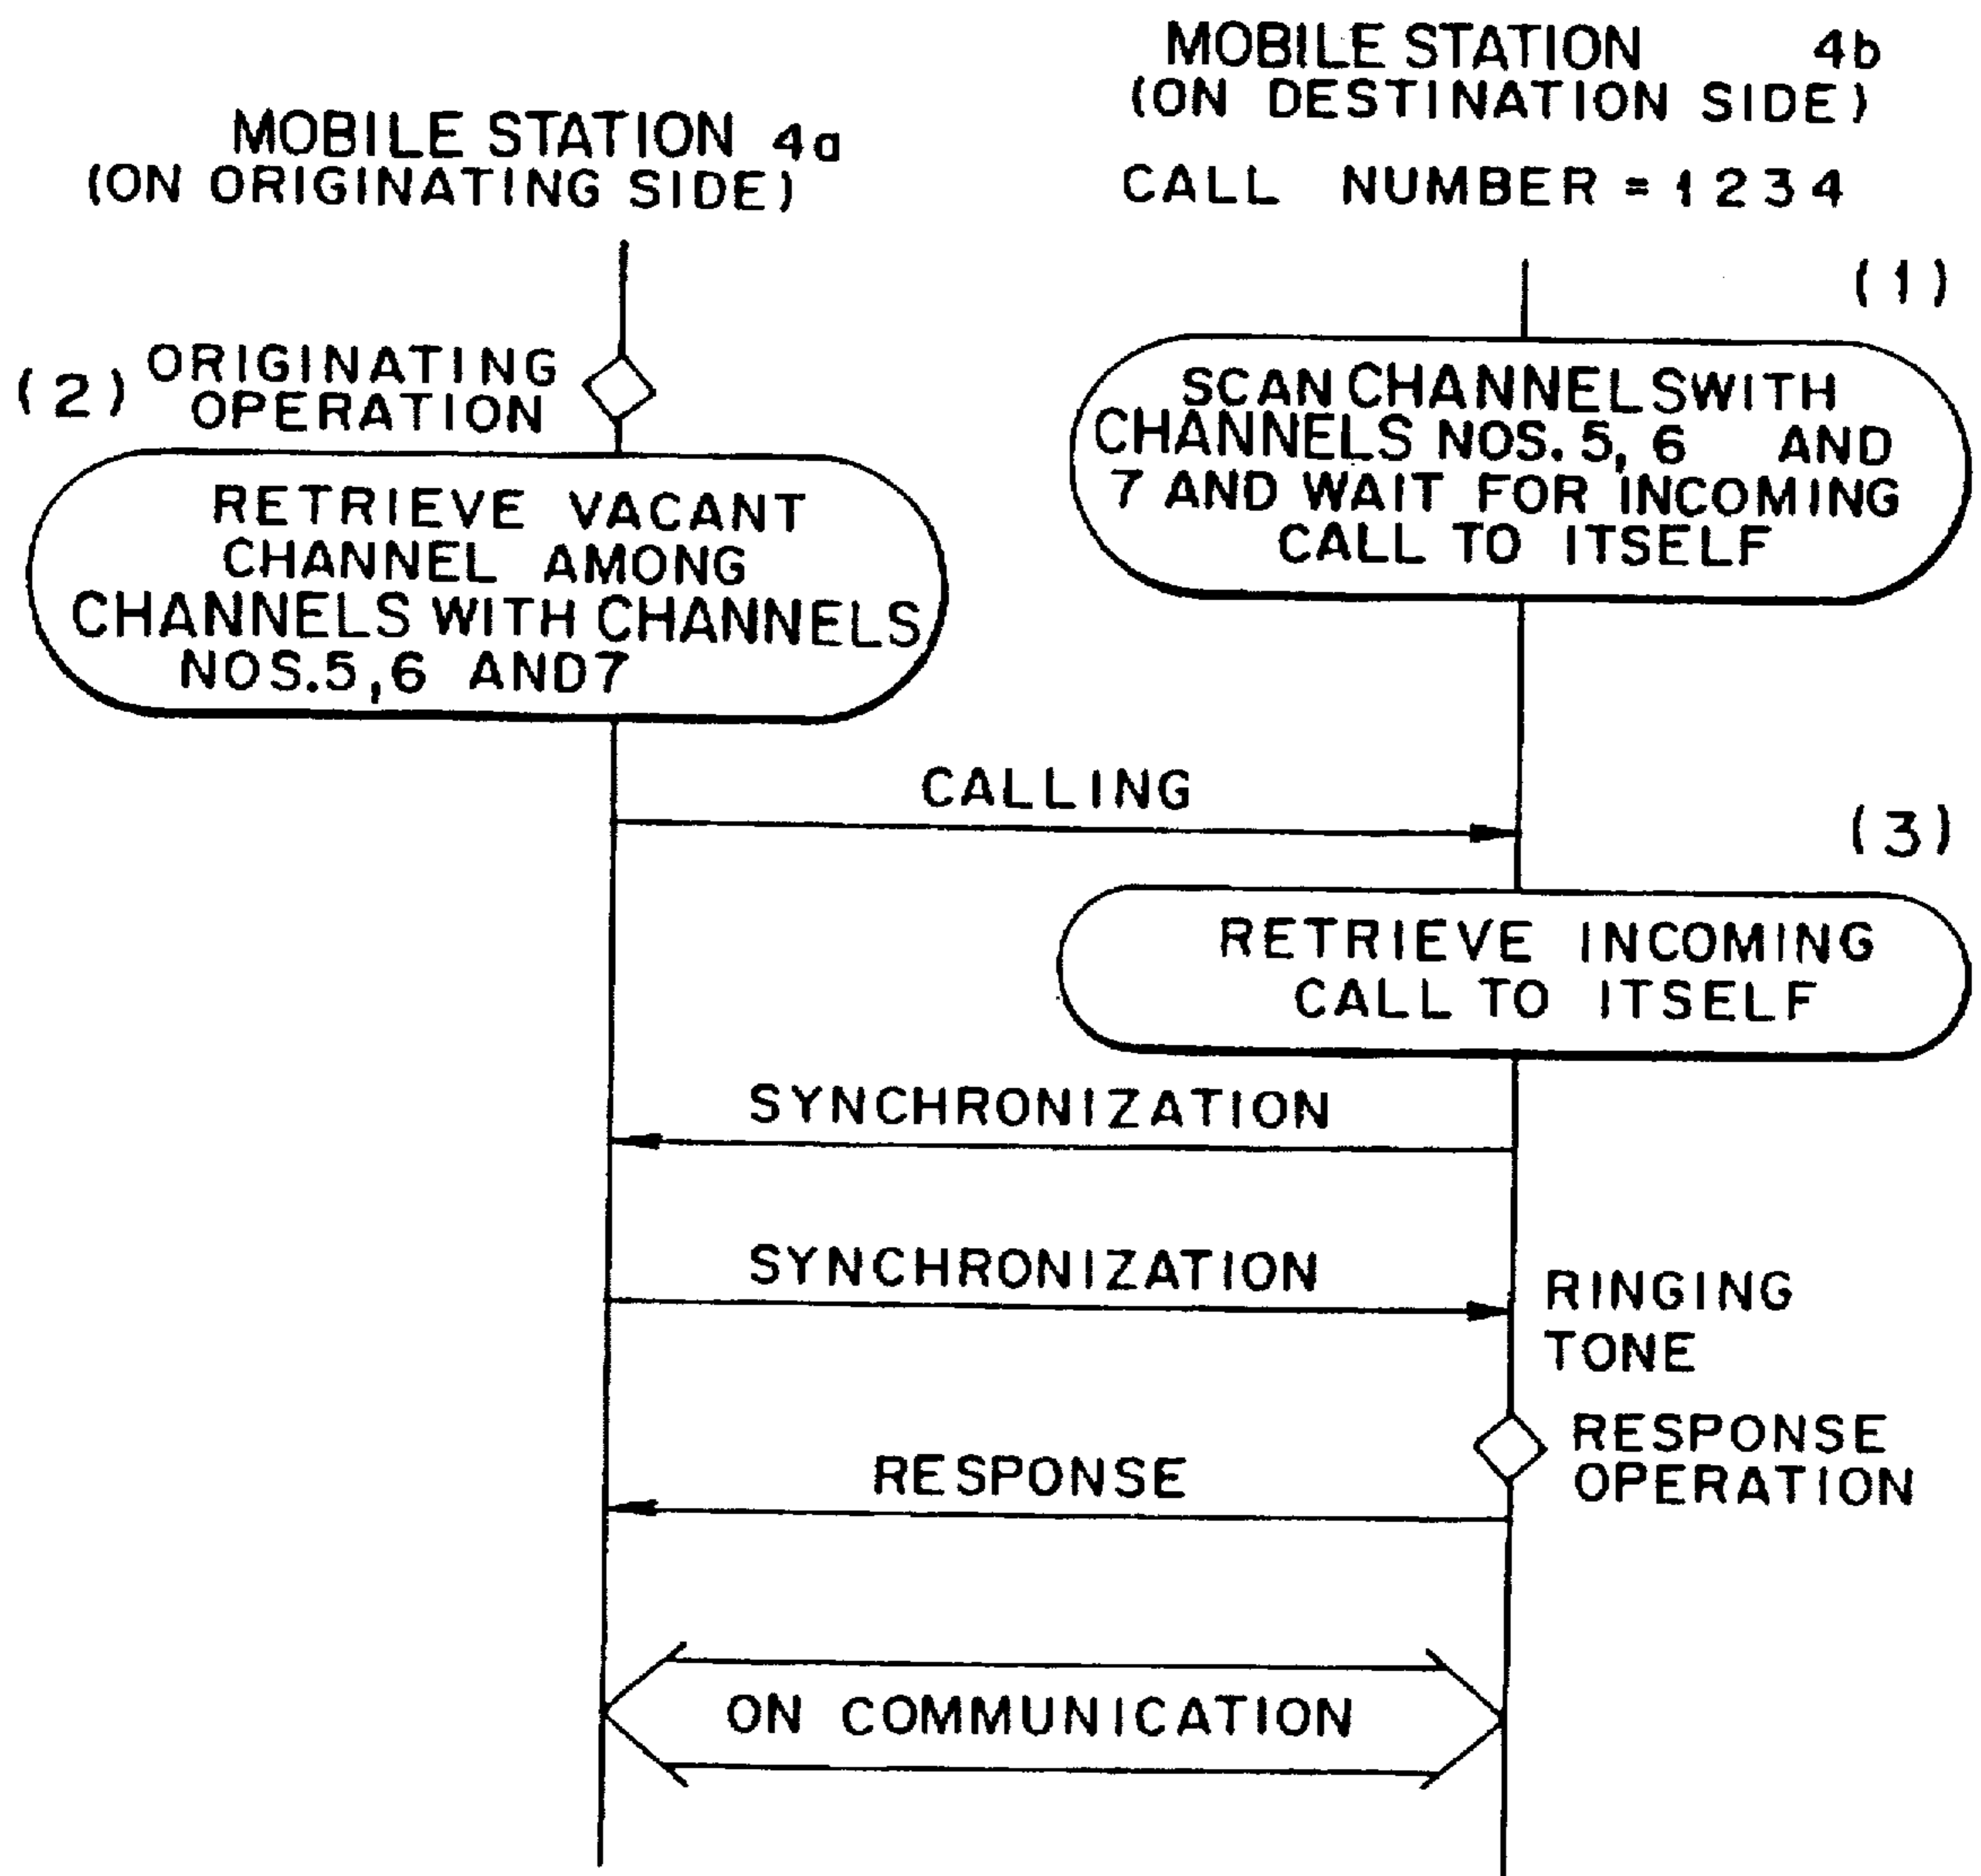 MOBILE STATION 4b
(ON DESTINATION SIDE)
CALL NUMBER = 1234
MOBILE STATION 4a
(ON ORIGINATING SIDE)
(1)
SCAN CHANNELSWITH
CHANNELS NOS. 5, 6 AND
7 AND WAIT FOR INCOMING
CALL TO ITSELF
(2) ORIGINATING
OPERATION
RETRIEVE VACANT
CHANNEL AMONG
CHANNELS WITH CHANNELS
NOS.5,6 AND7
CALLING
(3)
RETRIEVE INCOMING
CALL TO ITSELF
SYNCHRONIZATION
SYNCHRONIZATION
RINGING
TONE
RESPONSE
OPERATION
RESPONSE
ON COMMUNICATION